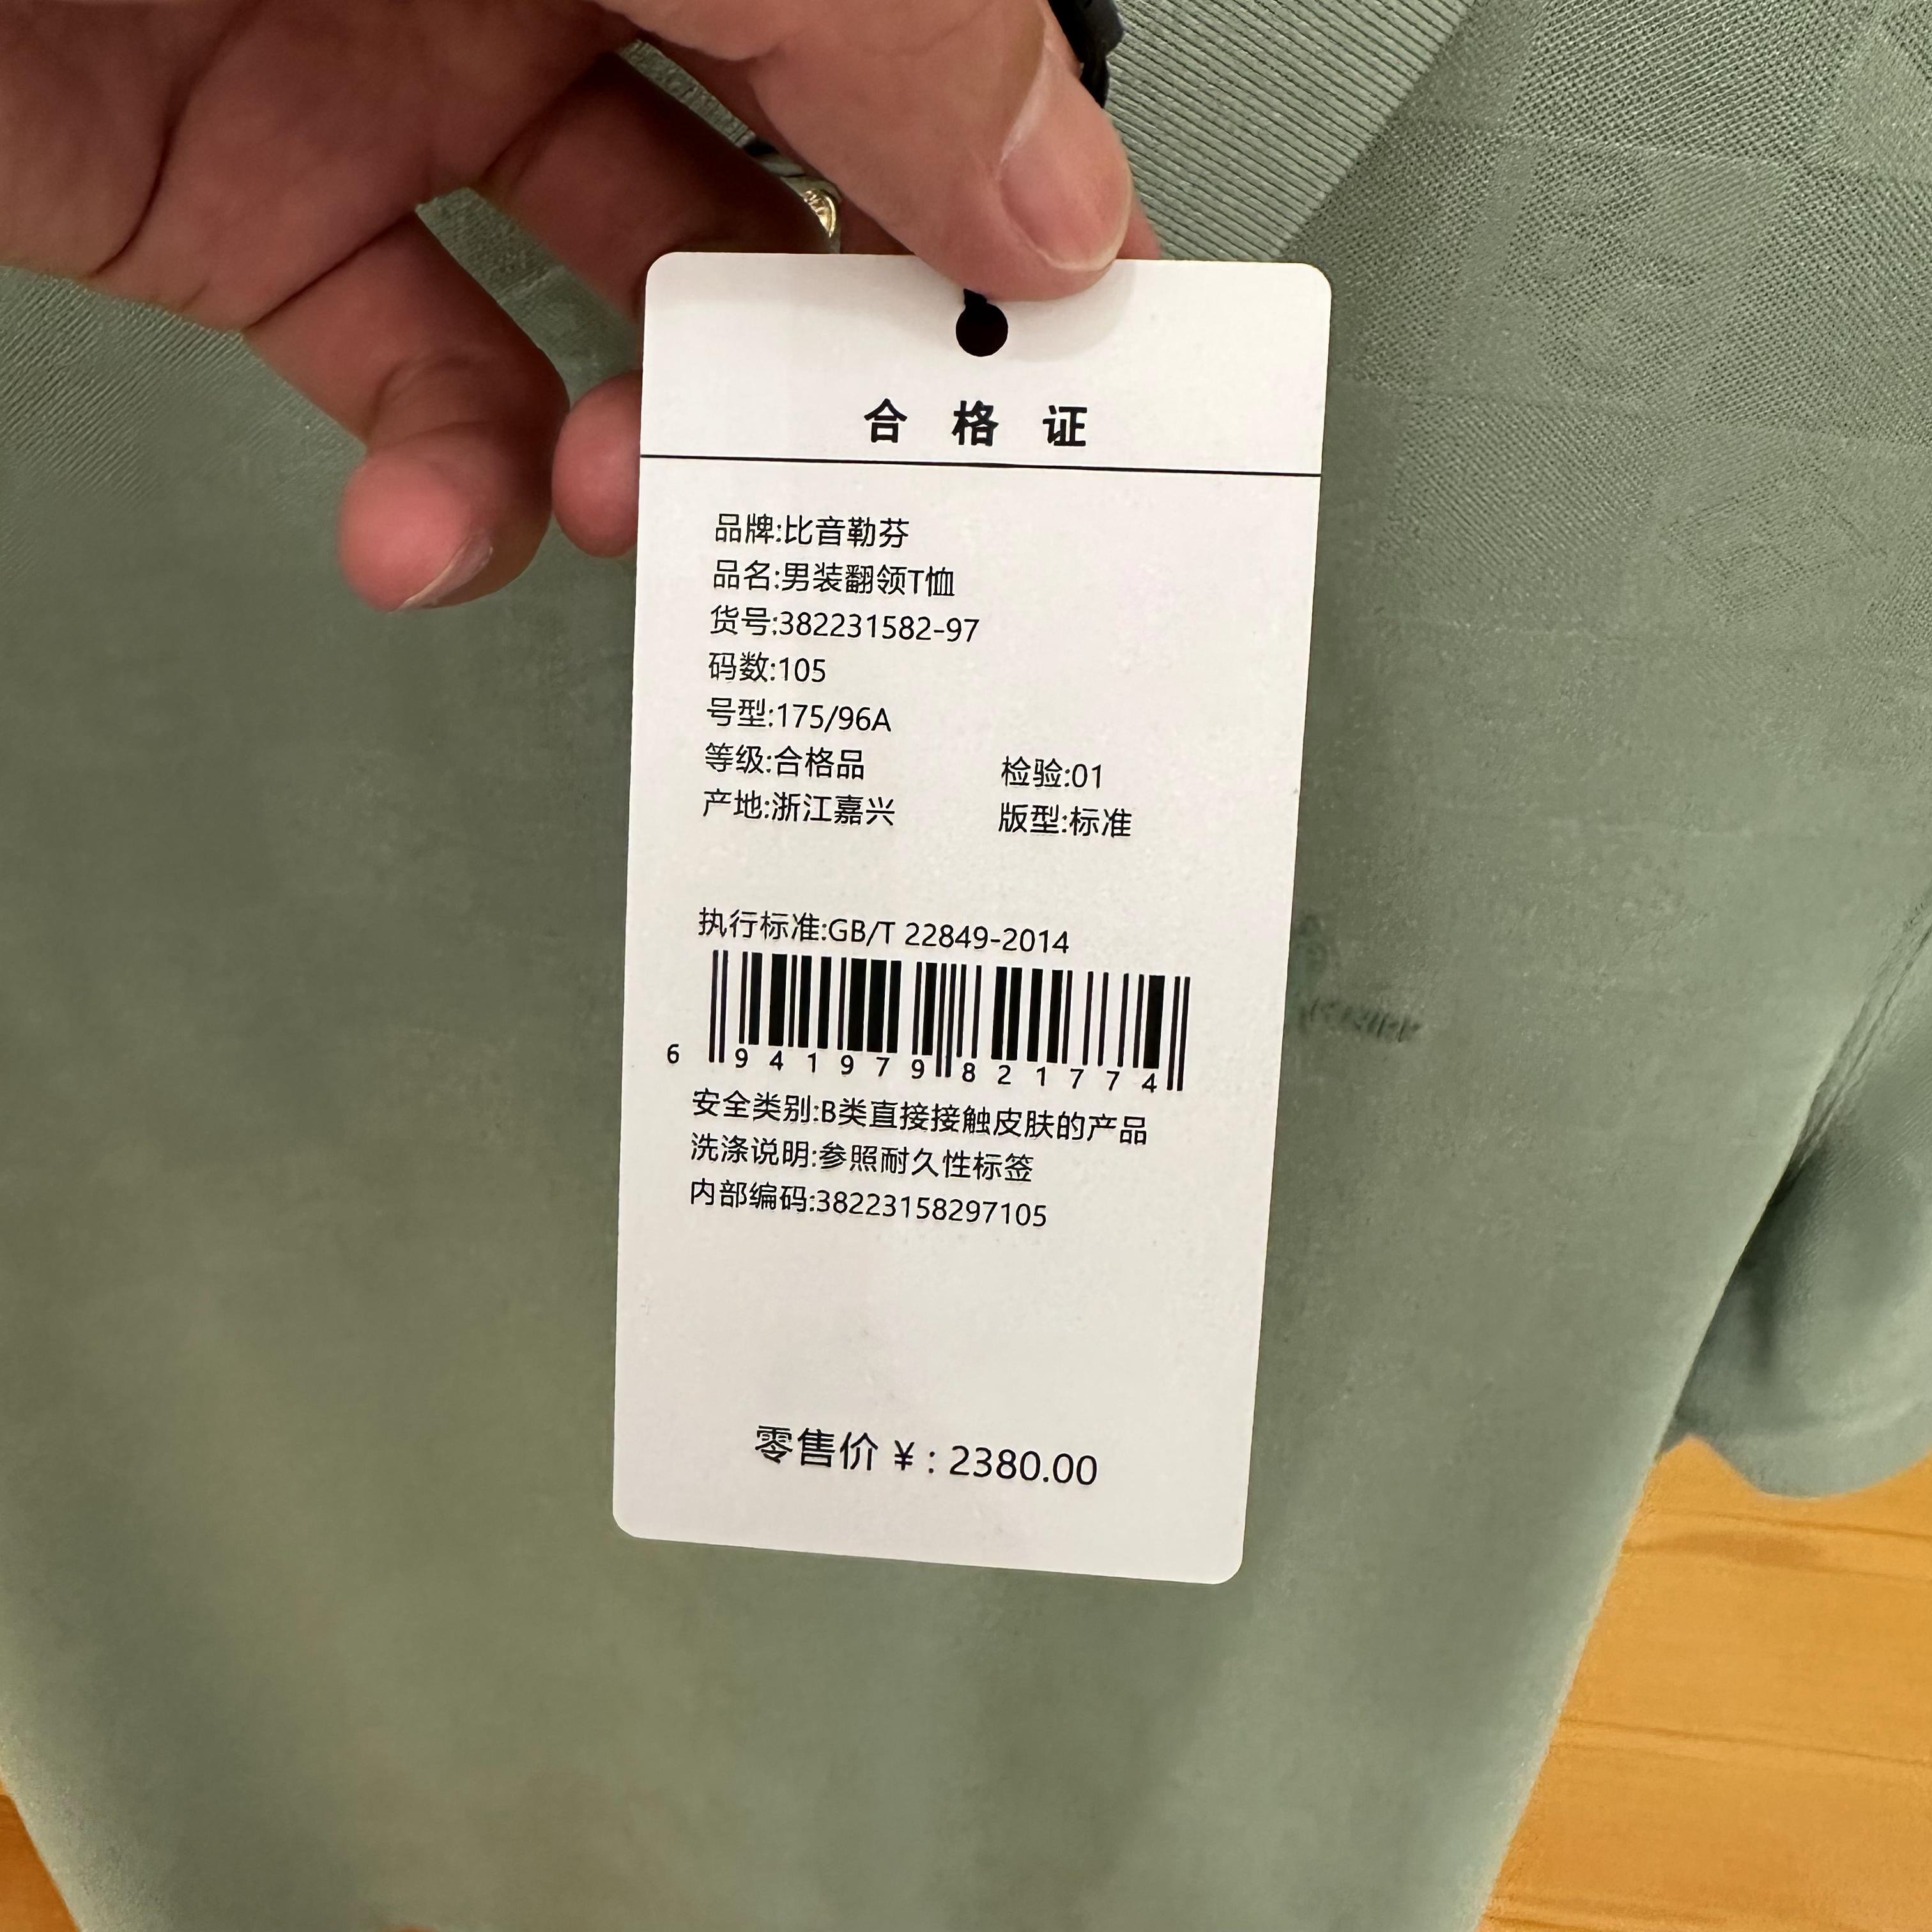 合格证
品牌:比音勒芬
品名:男装翻领T恤
货号:382231582-97
码数:105
号型:175/96A
等级:合格品 检验:01
产地:浙江嘉兴 版型:标准
执行标准:GB/T 22849-2014
6 941979 821774
安全类别:B类直接接触皮肤的产品
洗涤说明:参照耐久性标签
内部编码:38223158297105
零售价 ¥ : 2380.00